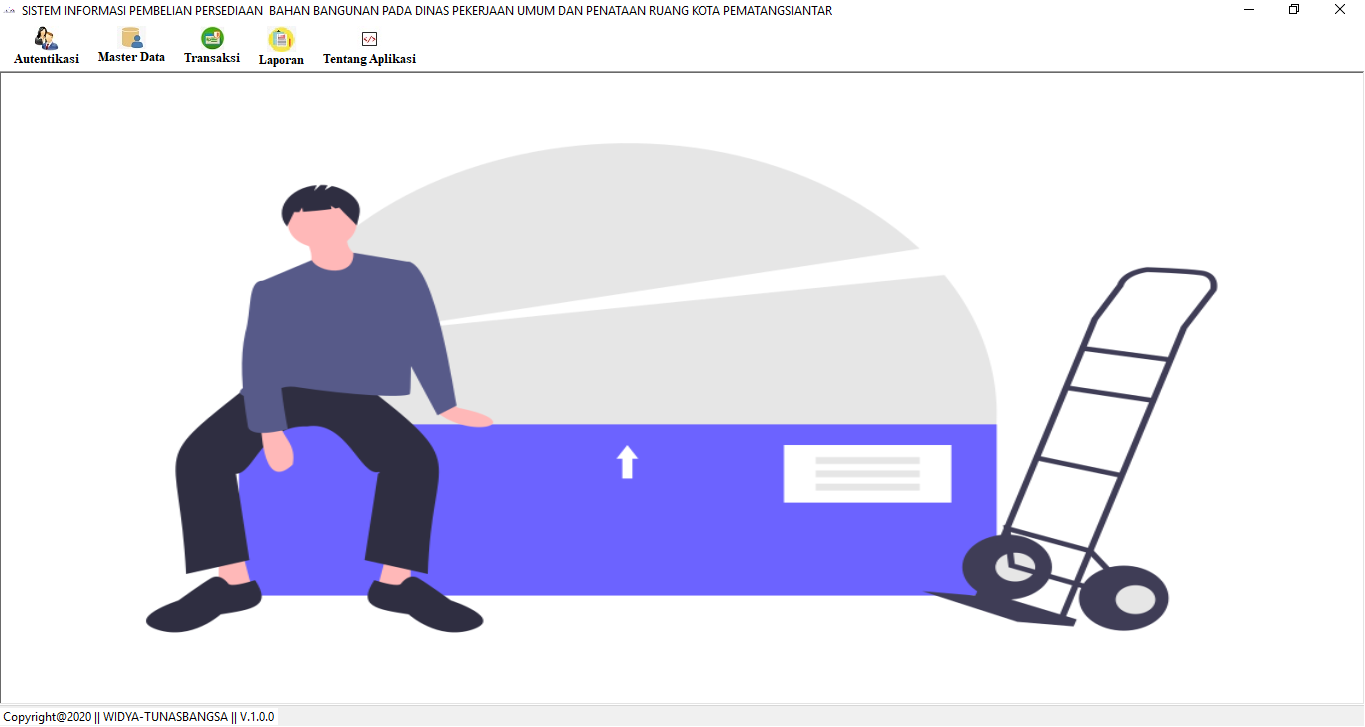 SISTEM INFORMASI PEMBELIAN PERSEDIAAN  BAHAN BANGUNAN PADA DINAS PEKERJAAN UMUM DAN PENATAAN RUANG KOTA PEMATANGSIANTAR
Autentikasi Master Data Transaksi Laporan Tentang Aplikasi
Copyright@2020 || WIDYA-TUNASBANGSA || V.1.0.0